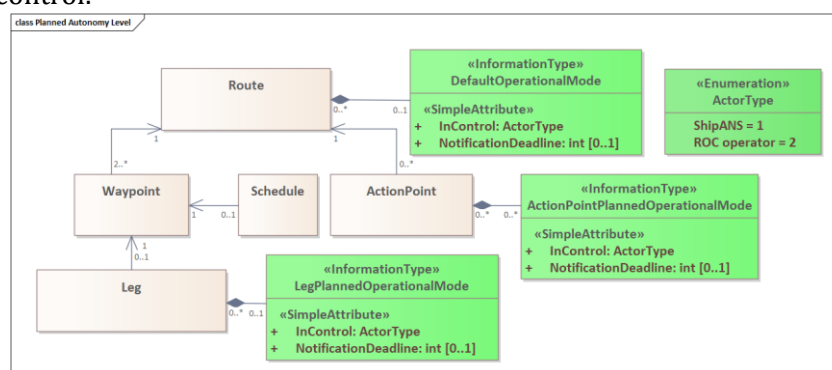 control.
class Planned Autonomy Level
Route
0..*
0..1
«InformationType»
DefaultOperationalMode
«SimpleAttribute»
+ InControl: ActorType
+ NotificationDeadline: int [0..1]
«Enumeration»
ActorType
ShipANS = 1
ROC operator = 2
1
1
2..*
0..*
Waypoint
1
0..1
Schedule
ActionPoint
0..*
0..*
«InformationType»
ActionPointPlannedOperationalMode
«SimpleAttribute»
+ InControl: ActorType
+ NotificationDeadline: int [0..1]
1
0..1
Leg
0..*
0..1
«InformationType»
LegPlannedOperationalMode
«SimpleAttribute»
+ InControl: ActorType
+ NotificationDeadline: int [0..1]